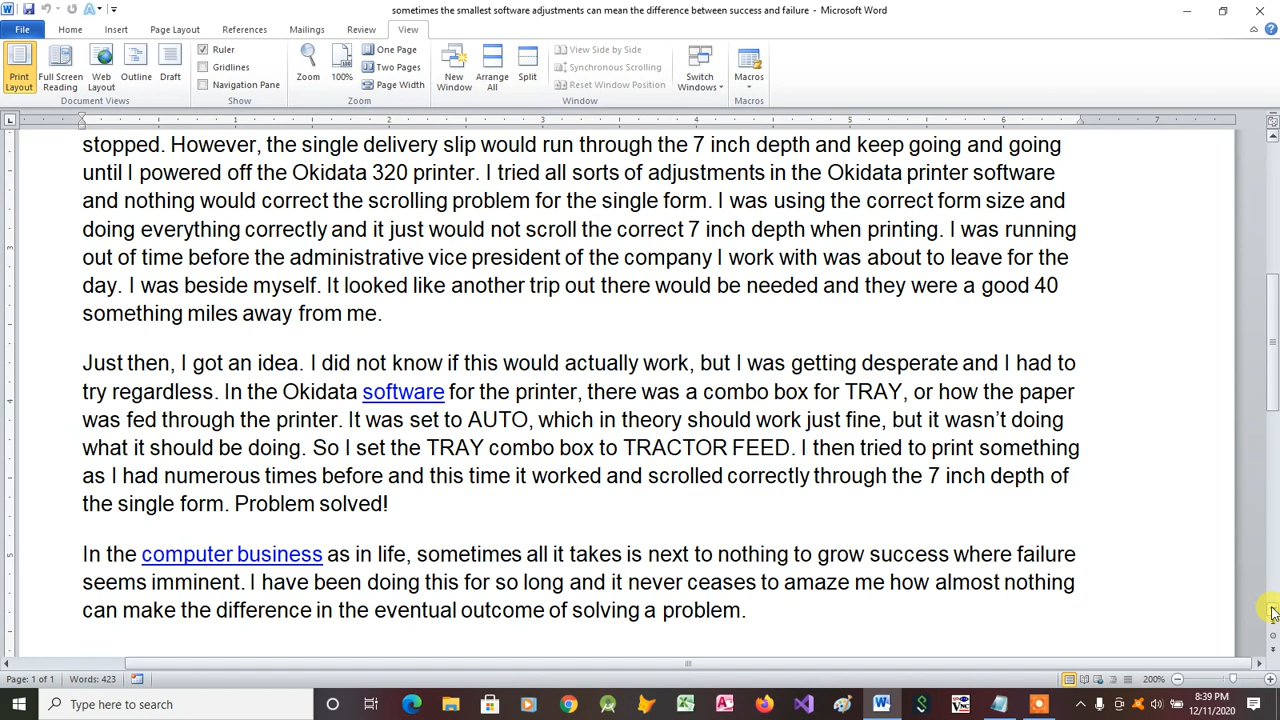 sometimes the smallest software adjustments can mean the difference between success and failure - Microsoft Word
File Home Insert Page Layout References Mailings Review View
Print Layout
Full Screen Reading
Web Layout
Outline
Draft
Document Views
Ruler
Gridlines
Navigation Pane
Show
Zoom
100%
One Page
Two Pages
Page Width
Zoom
New Window
Arrange All
Split
View Side by Side
Synchronous Scrolling
Reset Window Position
Window
Switch Windows
Macros
Macros
1 2 3 4 5 6 7
stopped. However, the single delivery slip would run through the 7 inch depth and keep going and going
until I powered off the Okidata 320 printer. I tried all sorts of adjustments in the Okidata printer software
and nothing would correct the scrolling problem for the single form. I was using the correct form size and
doing everything correctly and it just would not scroll the correct 7 inch depth when printing. I was running
out of time before the administrative vice president of the company I work with was about to leave for the
day. I was beside myself. It looked like another trip out there would be needed and they were a good 40
something miles away from me.
Just then, I got an idea. I did not know if this would actually work, but I was getting desperate and I had to
try regardless. In the Okidata software for the printer, there was a combo box for TRAY, or how the paper
was fed through the printer. It was set to AUTO, which in theory should work just fine, but it wasn't doing
what it should be doing. So I set the TRAY combo box to TRACTOR FEED. I then tried to print something
as I had numerous times before and this time it worked and scrolled correctly through the 7 inch depth of
the single form. Problem solved!
In the computer business as in life, sometimes all it takes is next to nothing to grow success where failure
seems imminent. I have been doing this for so long and it never ceases to amaze me how almost nothing
can make the difference in the eventual outcome of solving a problem.
Page: 1 of 1 Words: 423 200%
Type here to search
8:39 PM
12/11/2020